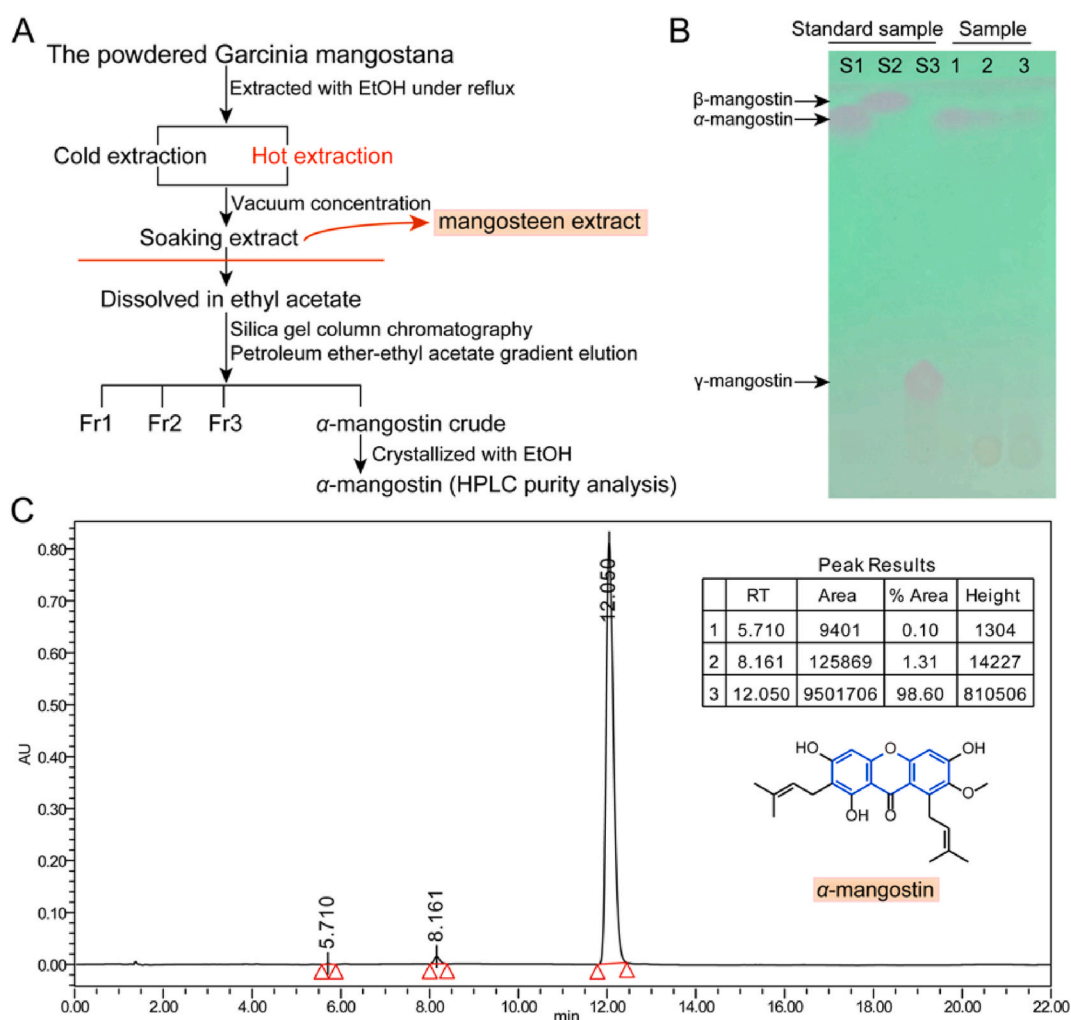 A
The powdered Garcinia mangostana
Extracted with EtOH under reflux
Cold extraction Hot extraction
Vacuum concentration
Soaking extract
mangosteen extract
Dissolved in ethyl acetate
Silica gel column chromatography
Petroleum ether-ethyl acetate gradient elution
Fr1 Fr2 Fr3 α-mangostin crude
Crystallized with EtOH
α-mangostin (HPLC purity analysis)
B
Standard sample Sample
S1 S2 S3 1 2 3
β-mangostin
α-mangostin
γ-mangostin
C
AU
0.80
0.70
0.60
0.50
0.40
0.30
0.20
0.10
0.00
5.710
8.161
12.050
0.00 2.00 4.00 6.00 8.00 10.00 12.00 14.00 16.00 18.00 20.00 22.00
min
Peak Results
RT Area % Area Height
1 5.710 9401 0.10 1304
2 8.161 125869 1.31 14227
3 12.050 9501706 98.60 810506
HO O OH
O
OH O
α-mangostin